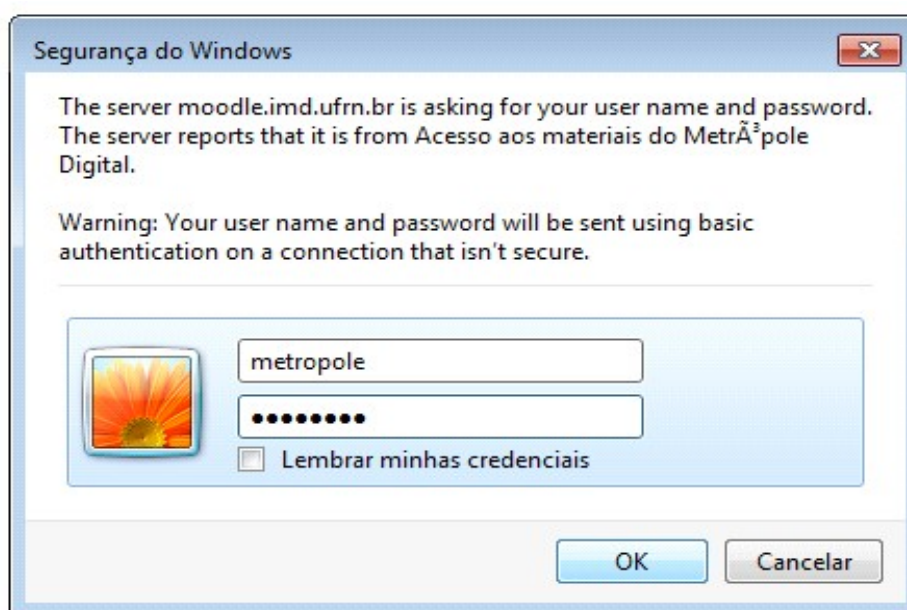 Segurança do Windows
The server moodle.imd.ufrn.br is asking for your user name and password.
The server reports that it is from Acesso aos materiais do MetrÃ³pole
Digital.
Warning: Your user name and password will be sent using basic
authentication on a connection that isn't secure.
metropole
●●●●●●●●
Lembrar minhas credenciais
OK
Cancelar